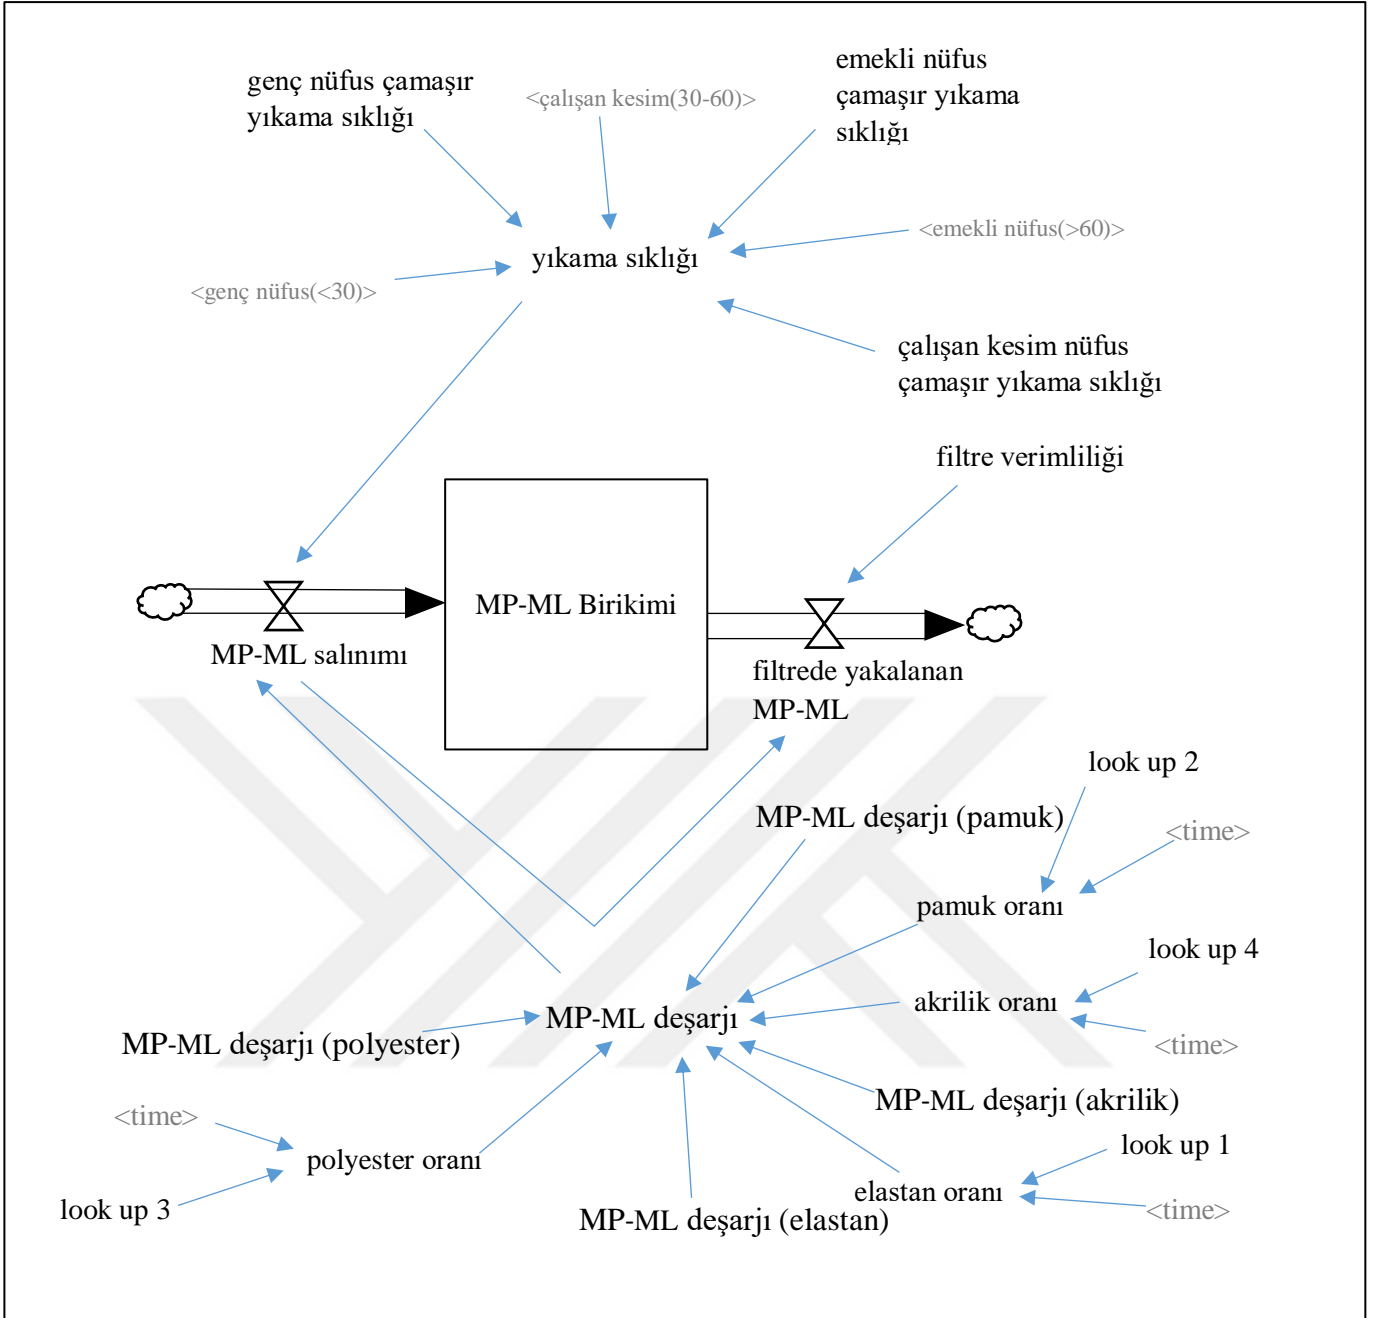 genç nüfus çamaşır
yıkama sıklığı
<çalışan kesim(30-60)>
emekli nüfus
çamaşır yıkama
sıklığı
<emekli nüfus(>60)>
yıkama sıklığı
<genç nüfus(<30)>
çalışan kesim nüfus
çamaşır yıkama sıklığı
filtre verimliliği
MP-ML Birikimi
MP-ML salınımı
filtrede yakalanan
MP-ML
look up 2
MP-ML deşarjı (pamuk)
<time>
pamuk oranı
look up 4
akrilik oranı
MP-ML deşarjı
MP-ML deşarjı (polyester)
<time>
MP-ML deşarjı (akrilik)
<time>
look up 1
polyester oranı
elastan oranı
look up 3
<time>
MP-ML deşarjı (elastan)